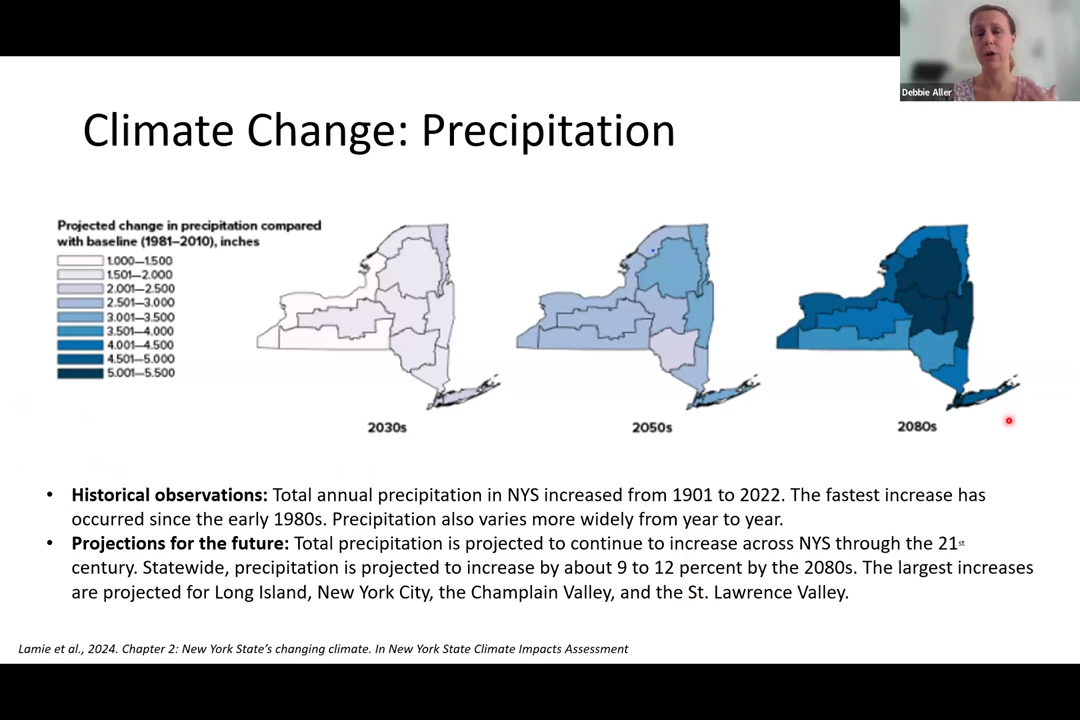 Debbie Aller
Climate Change: Precipitation
Projected change in precipitation compared
with baseline (1981–2010), inches
1.000–1.500
1.501–2.000
2.001–2.500
2.501–3.000
3.001–3.500
3.501–4.000
4.001–4.500
4.501–5.000
5.001–5.500
2030s
2050s
2080s
• Historical observations: Total annual precipitation in NYS increased from 1901 to 2022. The fastest increase has
occurred since the early 1980s. Precipitation also varies more widely from year to year.
• Projections for the future: Total precipitation is projected to continue to increase across NYS through the 21st
century. Statewide, precipitation is projected to increase by about 9 to 12 percent by the 2080s. The largest increases
are projected for Long Island, New York City, the Champlain Valley, and the St. Lawrence Valley.
Lamie et al., 2024. Chapter 2: New York State's changing climate. In New York State Climate Impacts Assessment